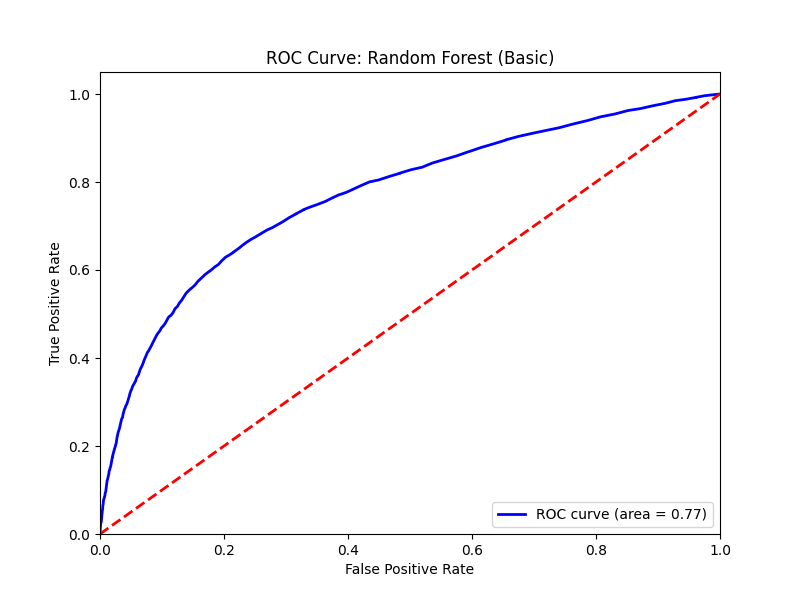 ROC Curve: Random Forest (Basic)
True Positive Rate
1.0
0.8
0.6
0.4
0.2
0.0
ROC curve (area = 0.77)
0.0 0.2 0.4 0.6 0.8 1.0
False Positive Rate